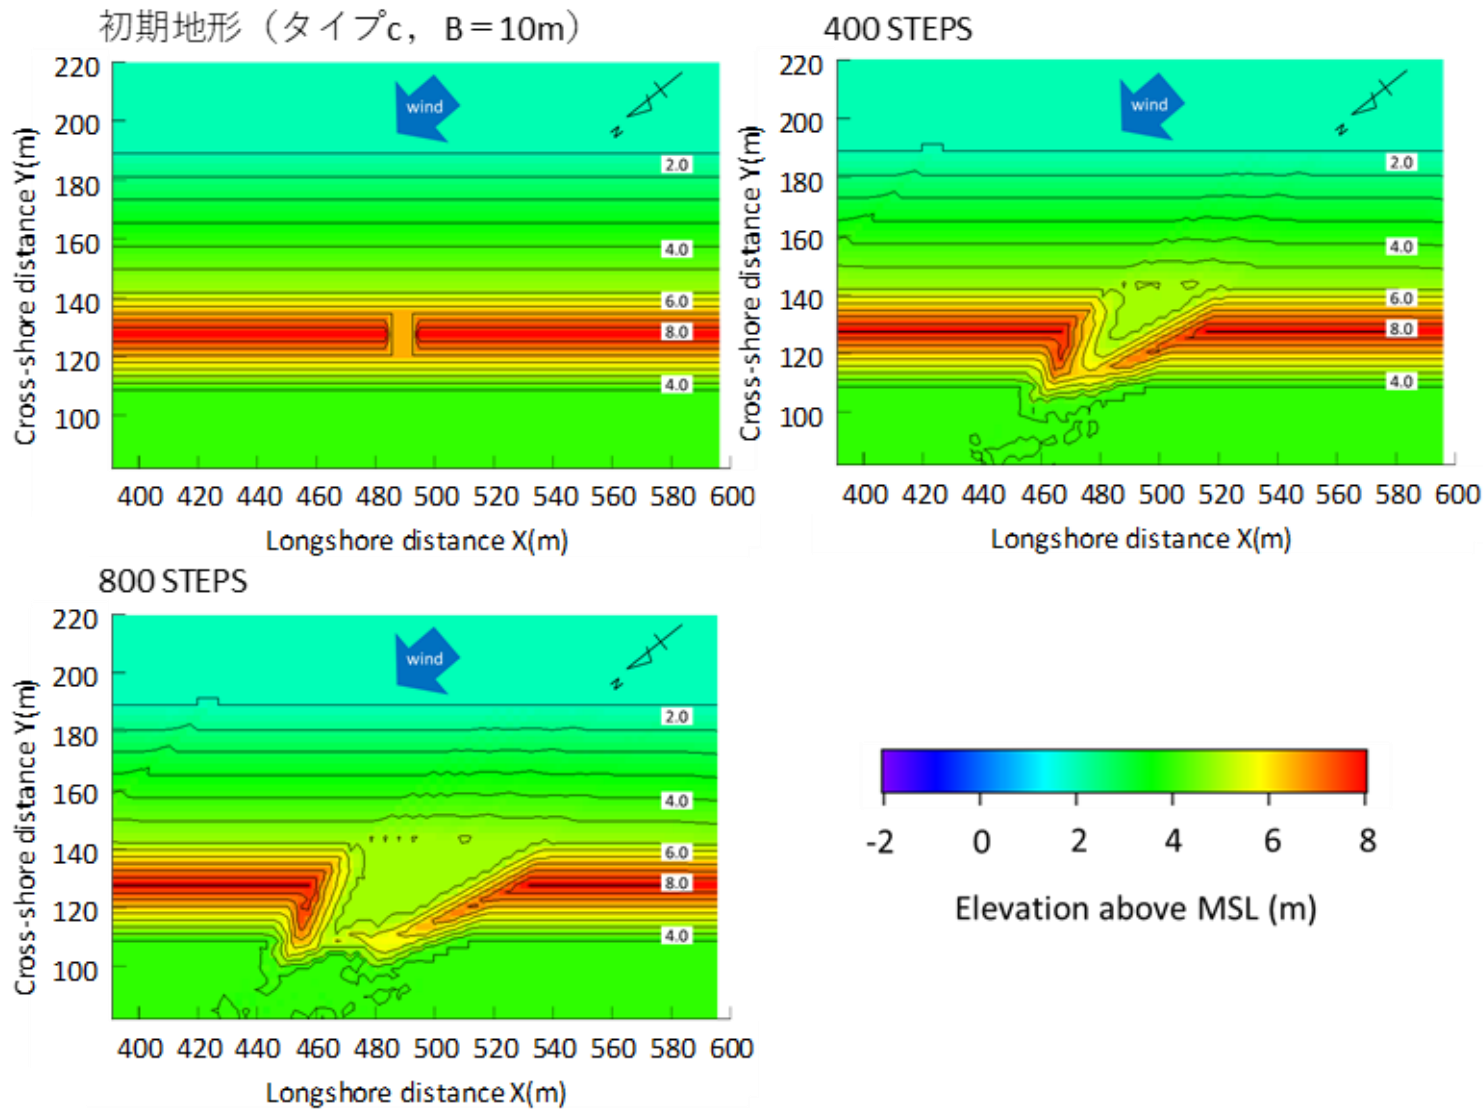 初期地形（タイプc， B＝10m）
220
200
180
160
140
120
100
Cross-shore distance Y(m)
wind
N
2.0
4.0
6.0
8.0
4.0
400 420 440 460 480 500 520 540 560 580 600
Longshore distance X(m)
400 STEPS
220
200
180
160
140
120
100
Cross-shore distance Y(m)
wind
N
2.0
4.0
6.0
8.0
4.0
400 420 440 460 480 500 520 540 560 580 600
Longshore distance X(m)
800 STEPS
220
200
180
160
140
120
100
Cross-shore distance Y(m)
wind
N
2.0
4.0
6.0
8.0
4.0
400 420 440 460 480 500 520 540 560 580 600
Longshore distance X(m)
-2 0 2 4 6 8
Elevation above MSL (m)